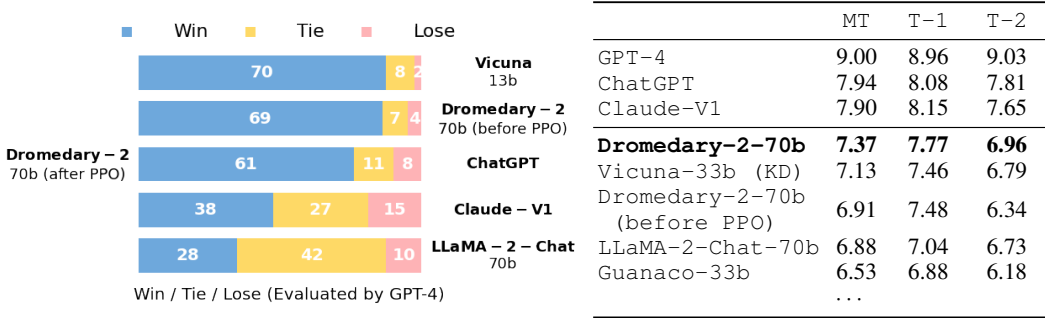 Win Tie Lose
70 8 2 Vicuna
13b
69 7 4 Dromedary – 2
70b (before PPO)
Dromedary – 2
70b (after PPO)
61 11 8 ChatGPT
38 27 15 Claude – V1
28 42 10 LLaMA – 2 – Chat
70b
Win / Tie / Lose (Evaluated by GPT-4)
MT T-1 T-2
GPT-4 9.00 8.96 9.03
ChatGPT 7.94 8.08 7.81
Claude-V1 7.90 8.15 7.65
Dromedary-2-70b 7.37 7.77 6.96
Vicuna-33b (KD) 7.13 7.46 6.79
Dromedary-2-70b
(before PPO) 6.91 7.48 6.34
LLaMA-2-Chat-70b 6.88 7.04 6.73
Guanaco-33b 6.53 6.88 6.18
...